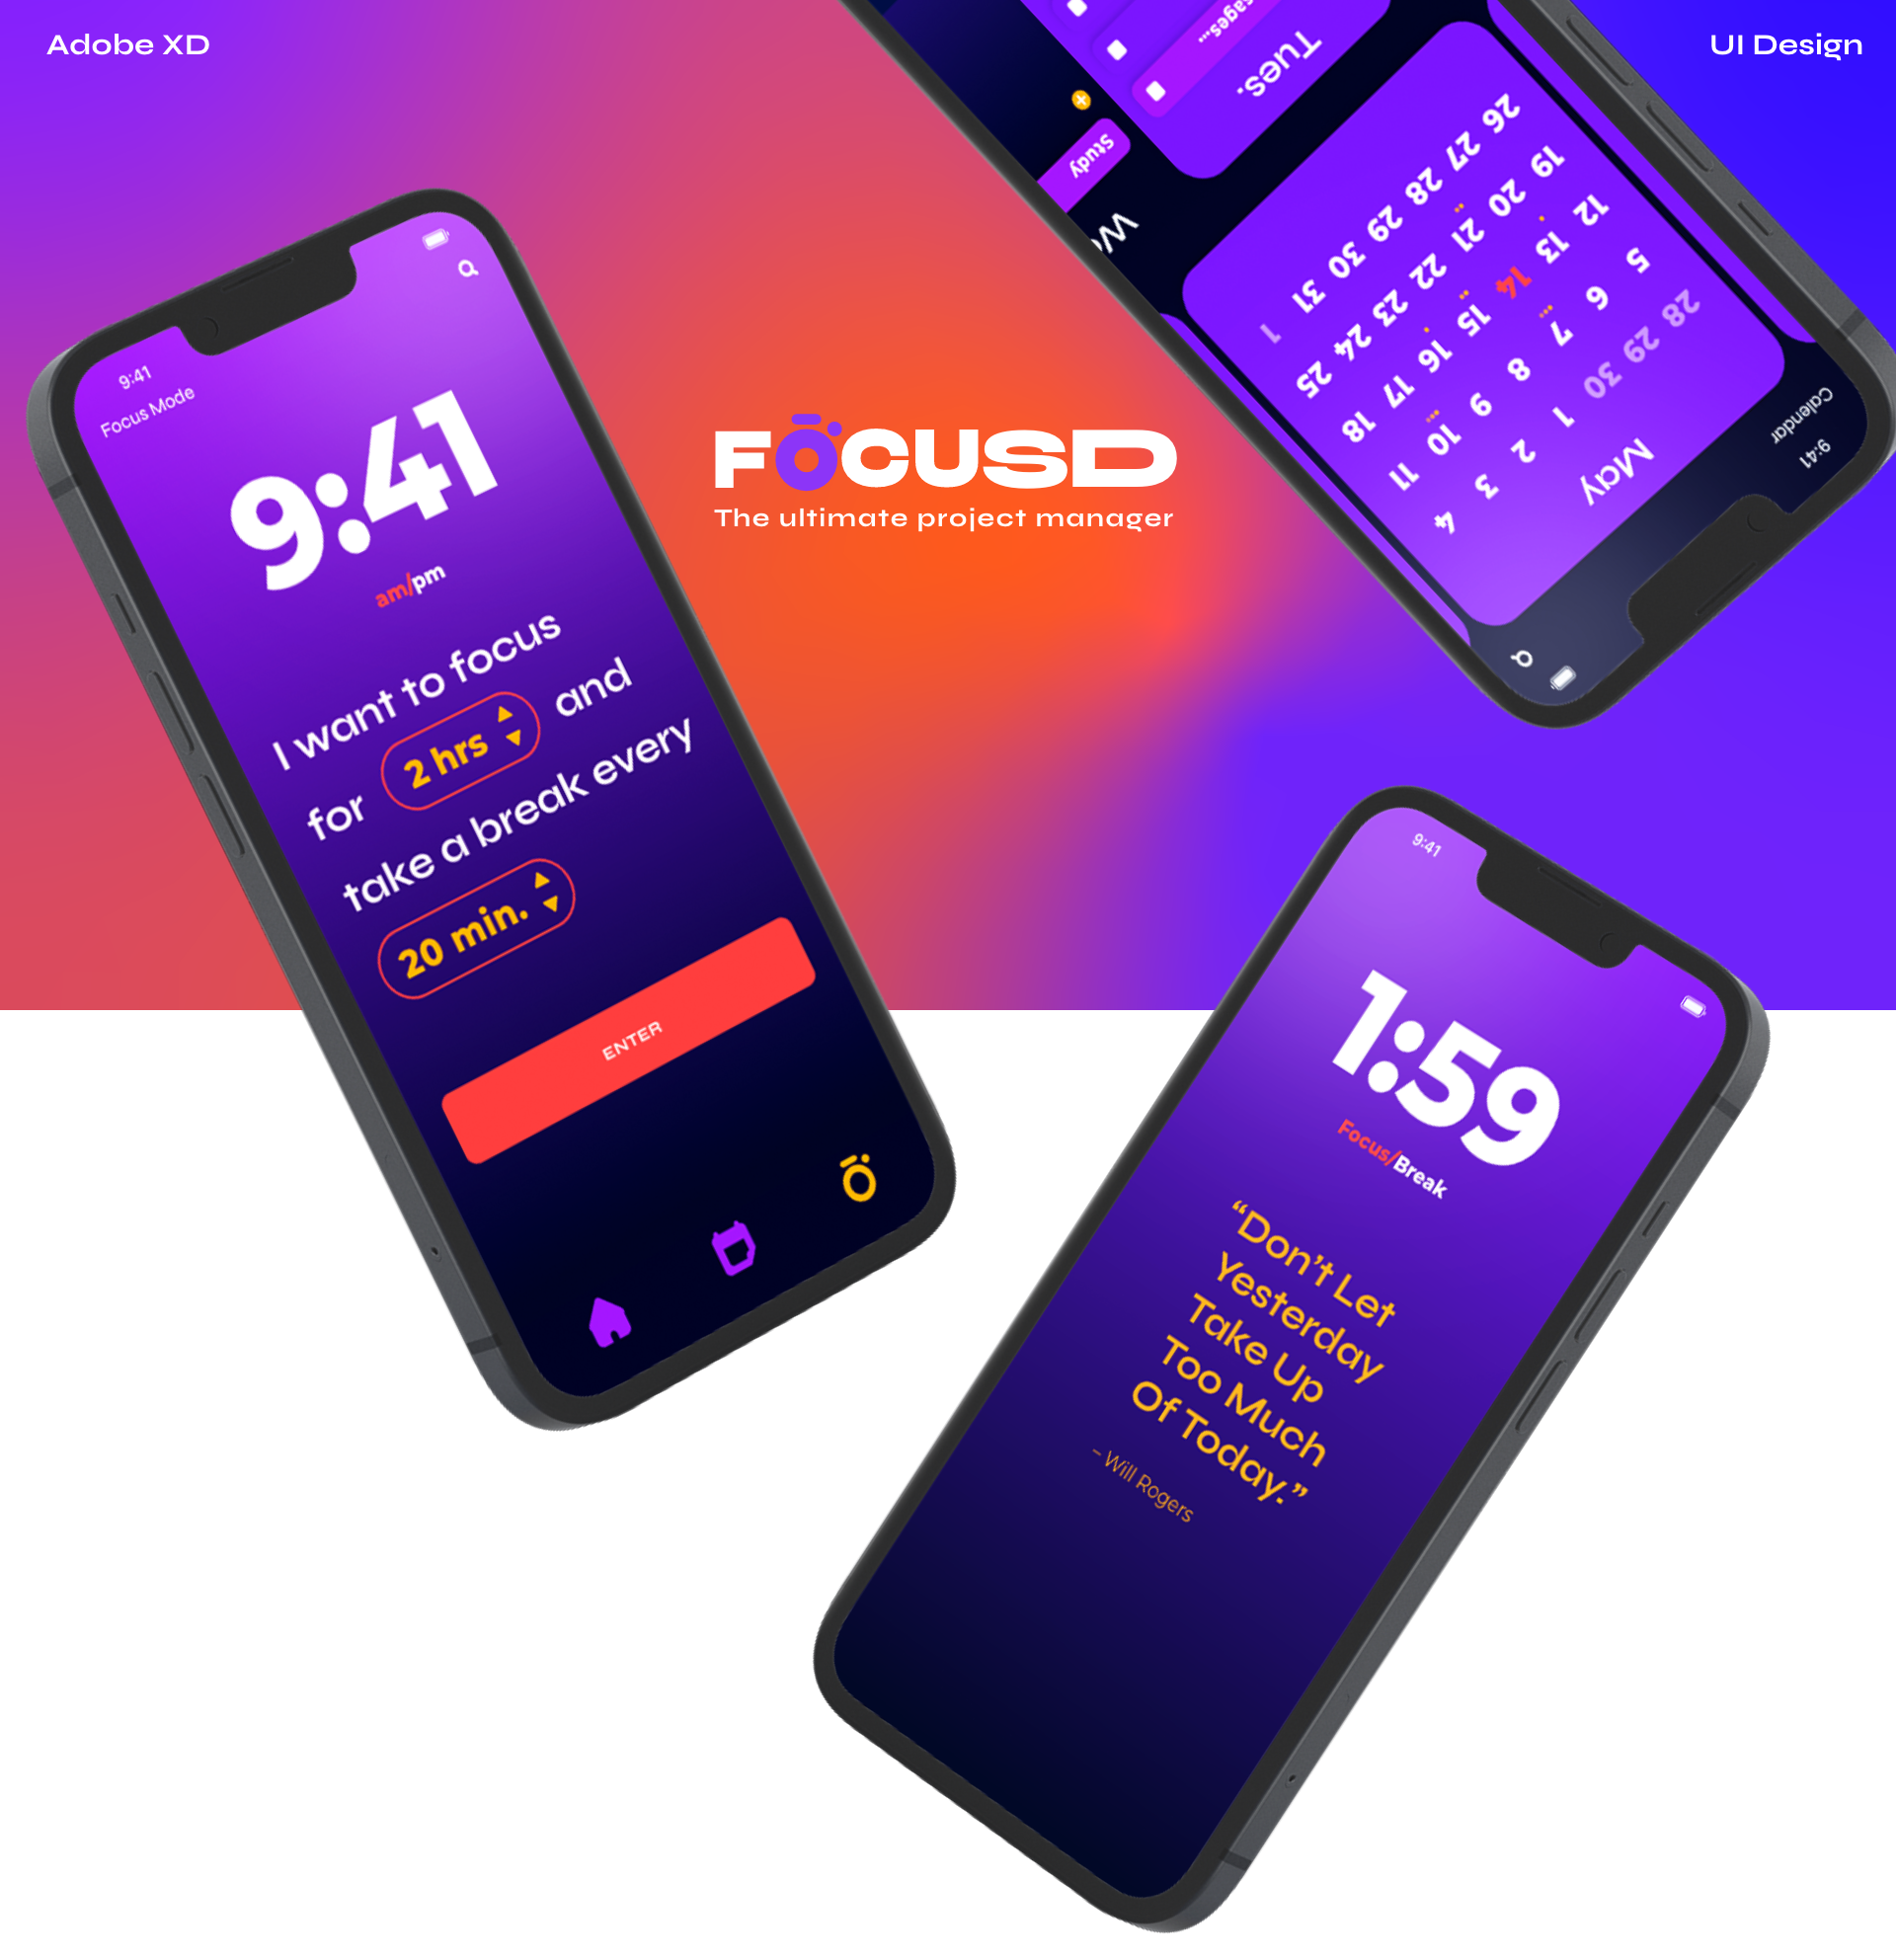 Adobe XD
UI Design
FOCUSD
The ultimate project manager
9:41
Focus Mode
9:41
am/pm
I want to focus
for 2 hrs and
take a break every
20 min.
ENTER
9:41
Calendar
May
28 29 30 1 2 3 4
5 6 7 8 9 10 11
12 13 14 15 16 17 18
19 20 21 22 23 24 25
26 27 28 29 30 31 1
Tues.
Study
9:41
1:59
Focus/Break
“Don’t Let
Yesterday
Take Up
Too Much
Of Today.”
– Will Rogers